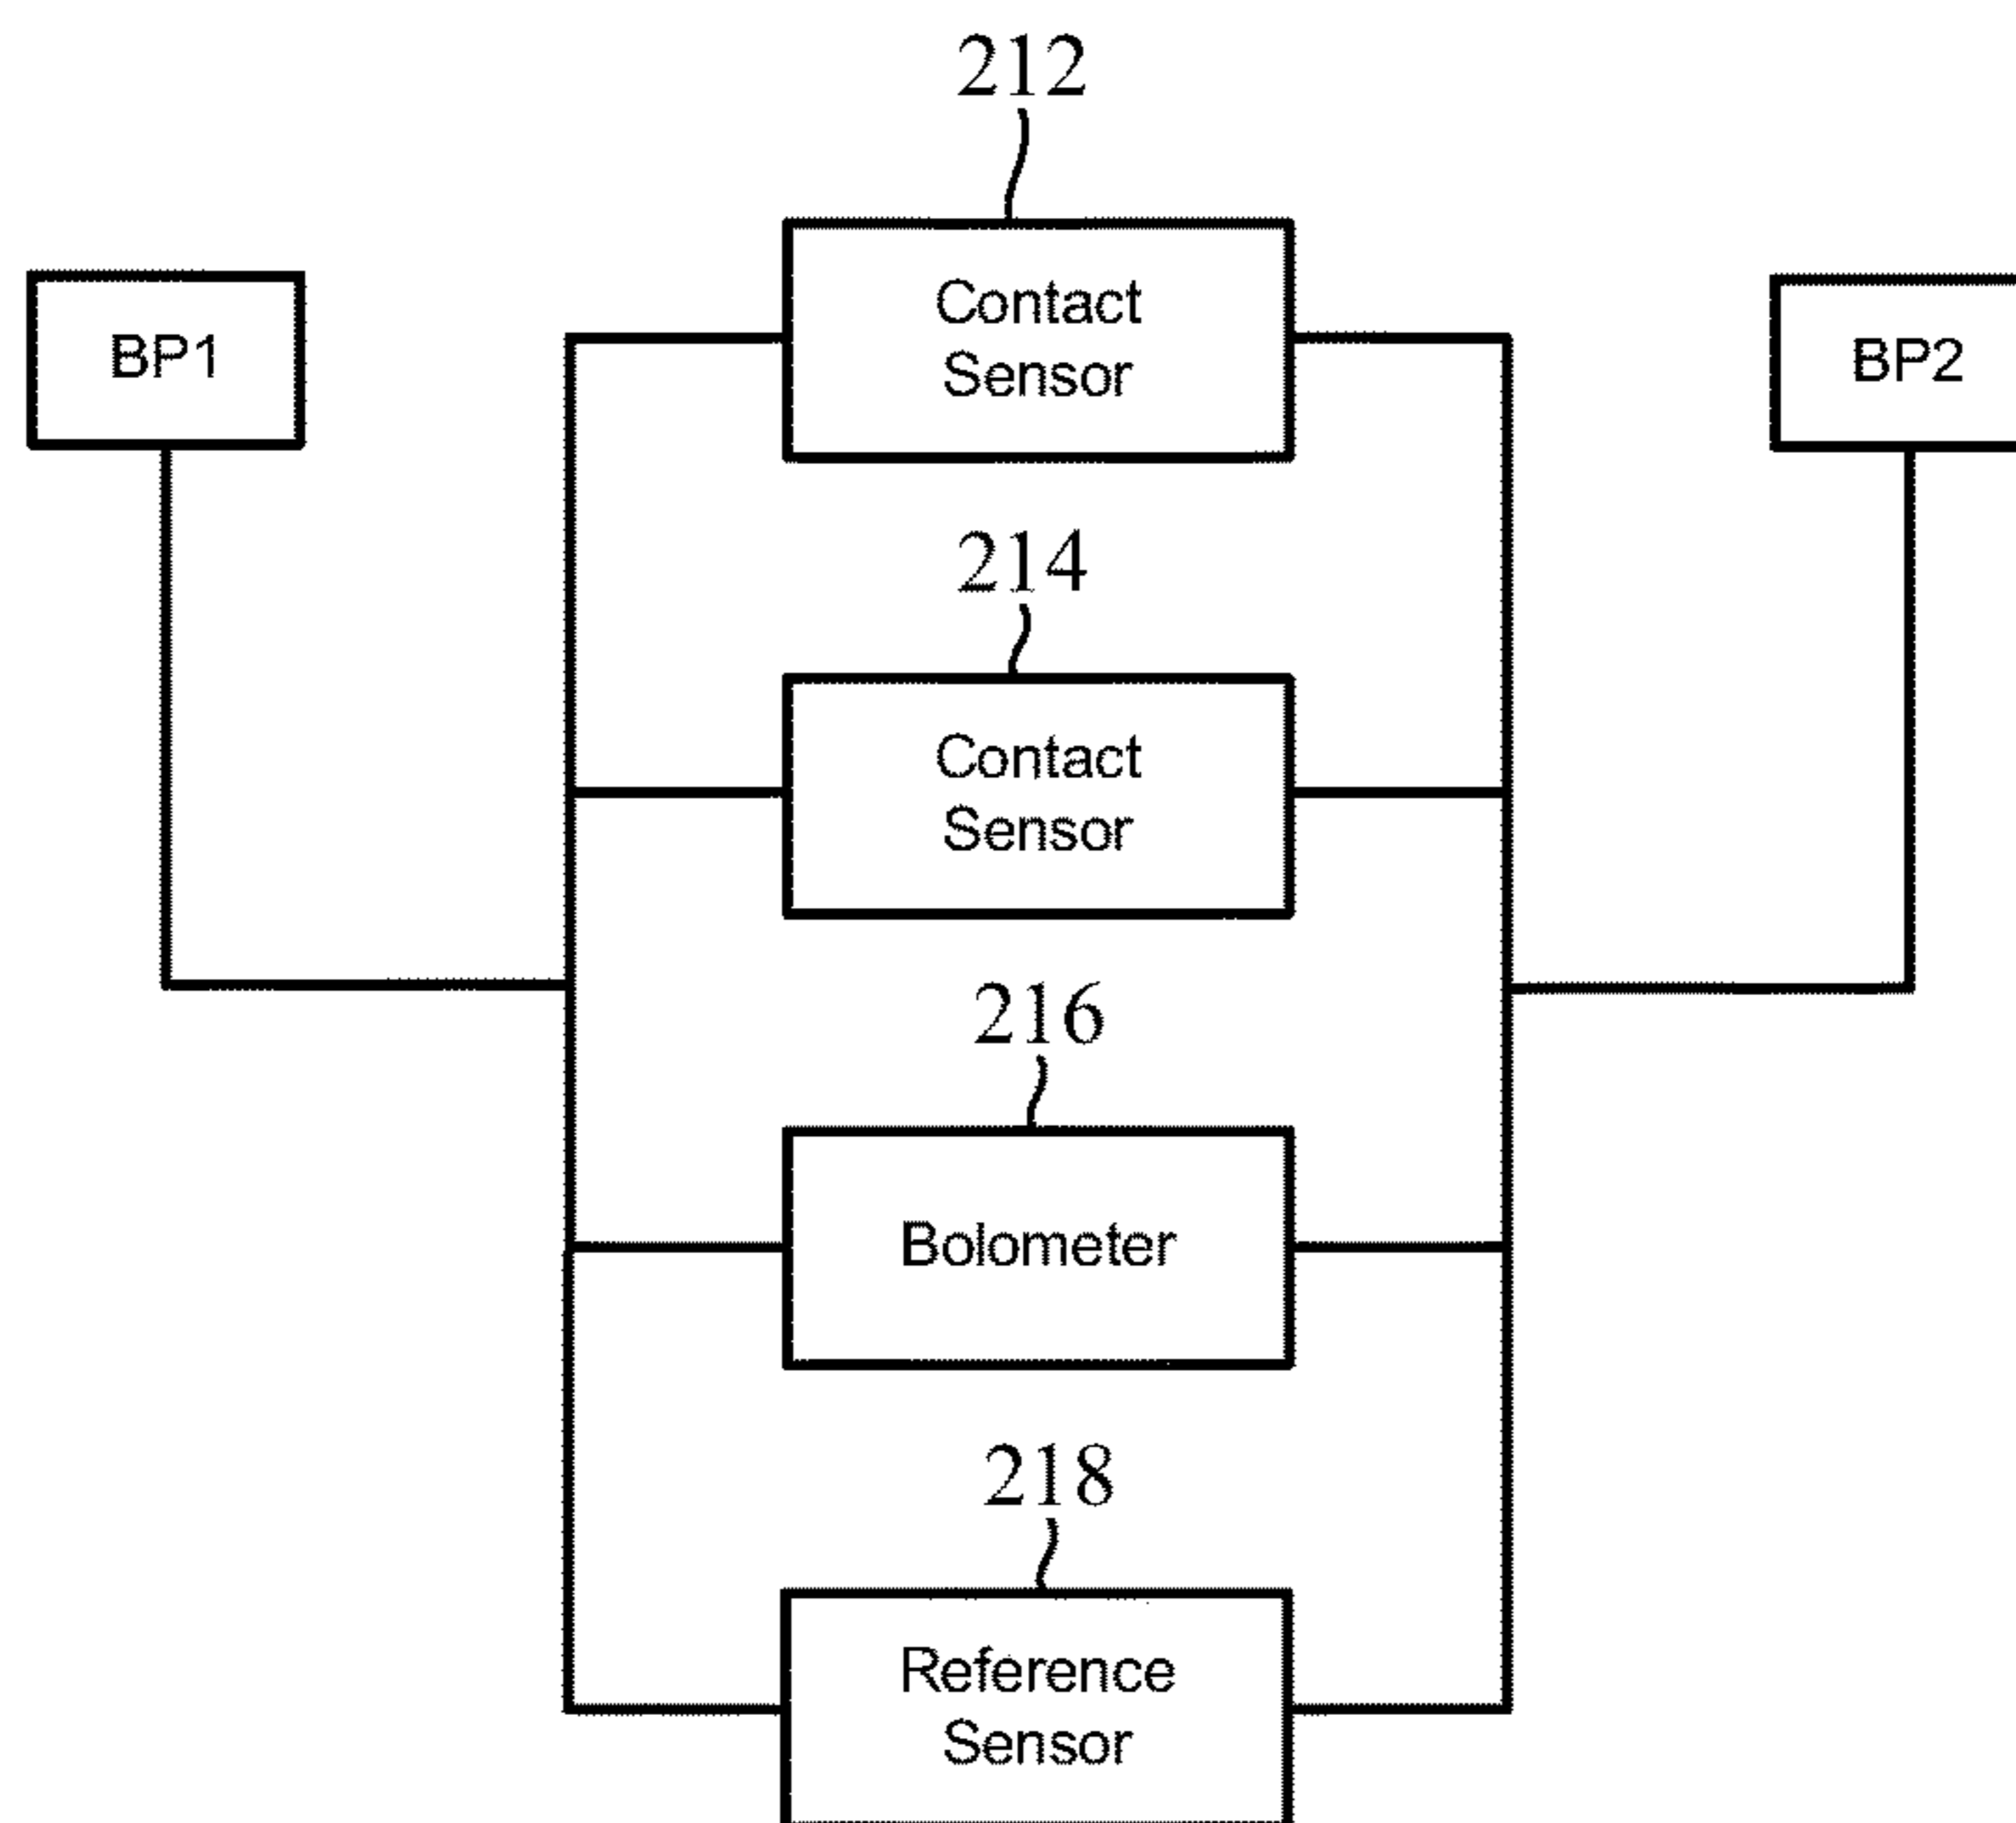 212
BP1
Contact
Sensor
BP2
214
Contact
Sensor
216
Bolometer
218
Reference
Sensor